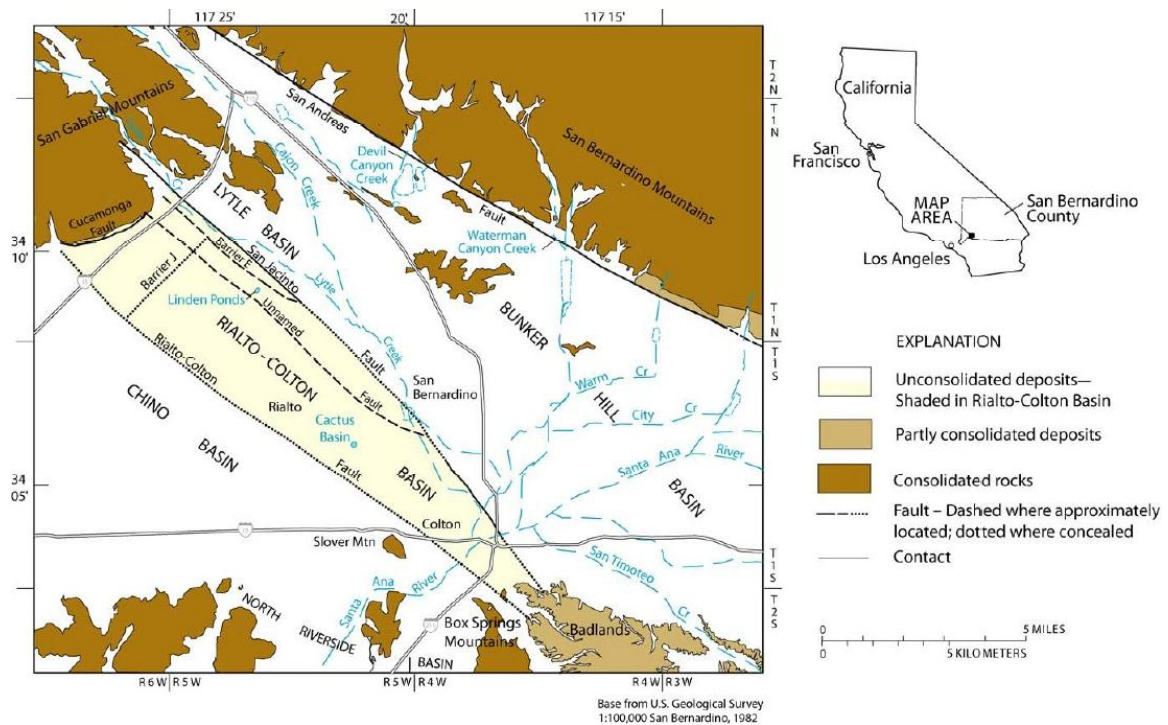 117 25'
20'
117 15'
34
10'
34
05'
T2N
T1N
T1N
T1S
T1S
T2S
R6W
R5W
R5W
R4W
R4W
R3W
San Gabriel Mountains
San Andreas
Fault
San Bernardino Mountains
Devil
Canyon
Creek
Cajon Creek
LYTLE
BASIN
Cucamonga
Fault
Waterman
Canyon Creek
Barrier J
Barrier E
San Jacinto
Fault
Linden Ponds
Unnamed
Fault
Lytle
Creek
BUNKER
HILL
BASIN
RIALTO - COLTON
BASIN
Rialto-Colton
Fault
Rialto
San
Bernardino
Warm Cr
City Cr
Santa Ana River
CHINO
BASIN
Cactus
Basin
Colton
Slover Mtn
San Timoteo Cr
Santa Ana River
NORTH
RIVERSIDE
BASIN
Box Springs
Mountains
Badlands
Base from U.S. Geological Survey
1:100,000 San Bernardino, 1982
California
San
Francisco
MAP
AREA
San Bernardino
County
Los Angeles
EXPLANATION
Unconsolidated deposits—
Shaded in Rialto-Colton Basin
Partly consolidated deposits
Consolidated rocks
Fault – Dashed where approximately
located; dotted where concealed
Contact
0 5 MILES
0 5 KILOMETERS